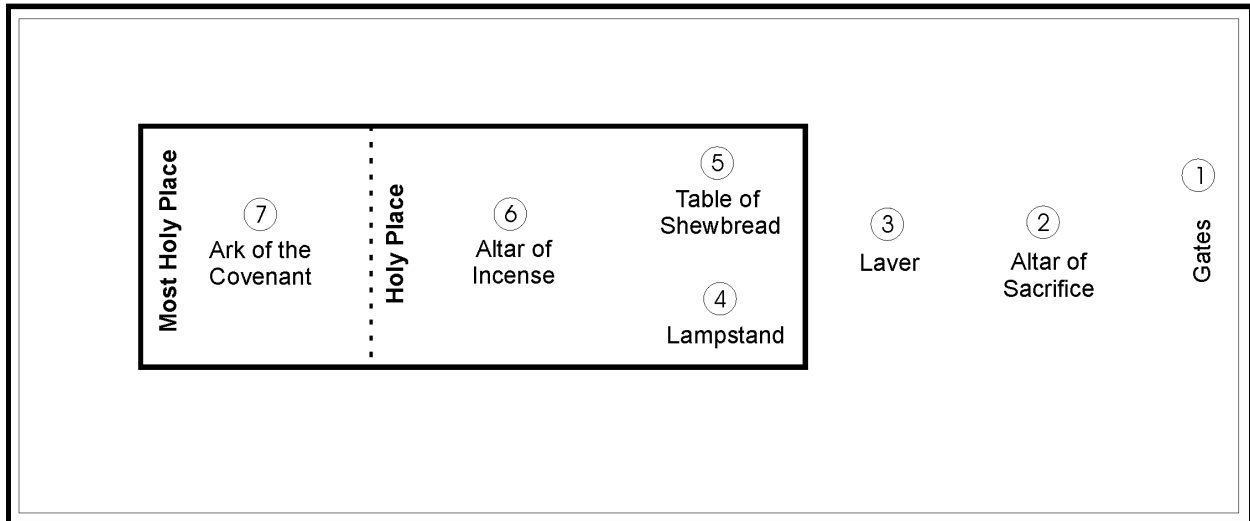 Most Holy Place
7
Ark of the
Covenant
Holy Place
6
Altar of
Incense
5
Table of
Shewbread
4
Lampstand
3
Laver
2
Altar of
Sacrifice
1
Gates